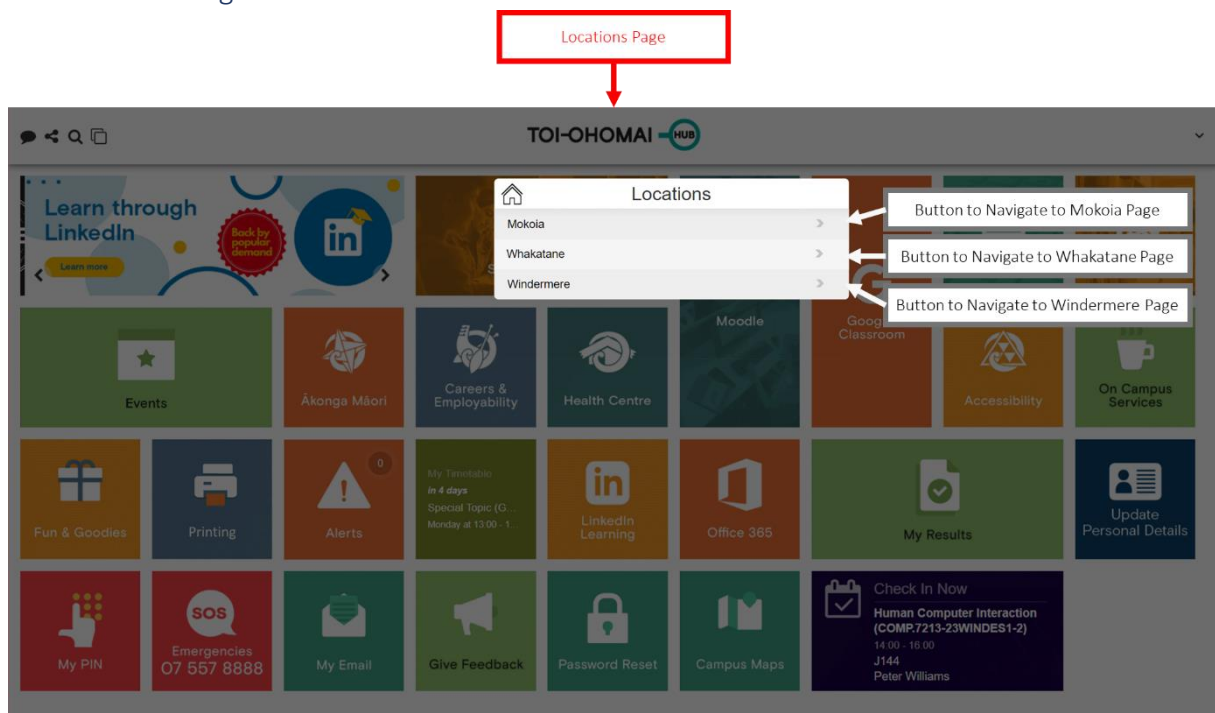 Locations Page
TOI-OHOMAI HUB
Learn through
LinkedIn
Learn more
Back by
popular
demand
in
Locations
Mokoia
Whakatane
Windermere
Button to Navigate to Mokoia Page
Button to Navigate to Whakatane Page
Button to Navigate to Windermere Page
Events
Ākonga Māori
Careers &
Employability
Health Centre
Moodle
Classroom
Accessibility
On Campus
Services
Fun & Goodies
Printing
0
Alerts
My Timetable
in 4 days
Special Topic (G...
Monday at 13:00 - 1...
in
LinkedIn
Learning
Office 365
My Results
Update
Personal Details
My PIN
SOS
Emergencies
07 557 8888
My Email
Give Feedback
Password Reset
Campus Maps
Check In Now
Human Computer Interaction
(COMP.7213-23WINDES1-2)
14:00 - 16:00
J144
Peter Williams